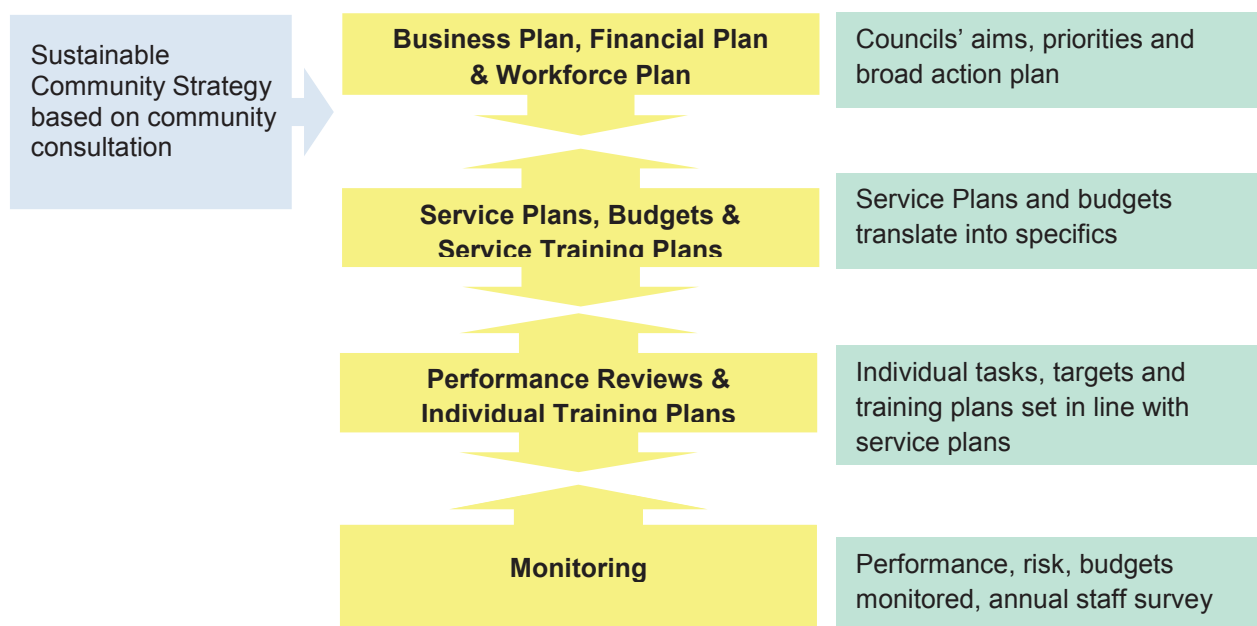 Sustainable
Community Strategy
based on community
consultation
Business Plan, Financial Plan
& Workforce Plan
Councils’ aims, priorities and
broad action plan
Service Plans, Budgets &
Service Training Plans
Service Plans and budgets
translate into specifics
Performance Reviews &
Individual Training Plans
Individual tasks, targets and
training plans set in line with
service plans
Monitoring
Performance, risk, budgets
monitored, annual staff survey